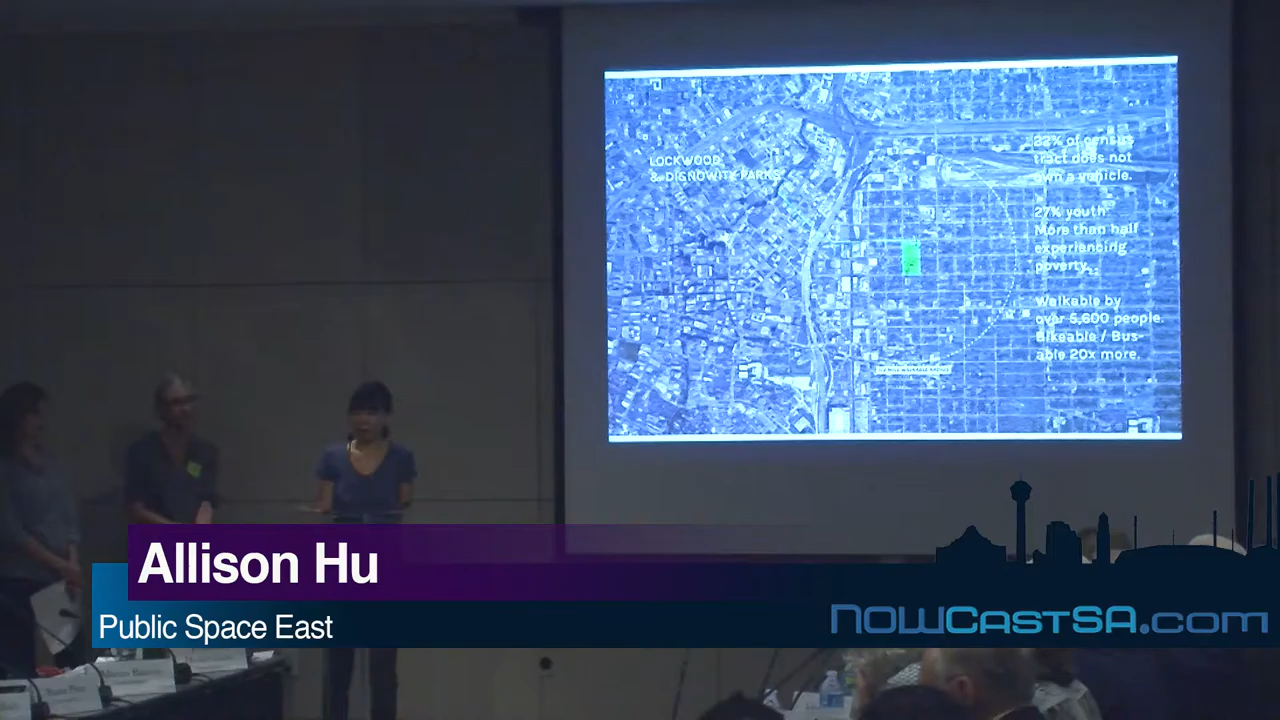 LOCKWOOD
& DIGNOWITY PARKS
22% of census
tract does not
own a vehicle.
27% youth.
More than half
experiencing
poverty.
Walkable by
over 5,600 people.
Bikeable / Bus-
able 20x more.
Allison Hu
Public Space East
NOWCASTSA.com